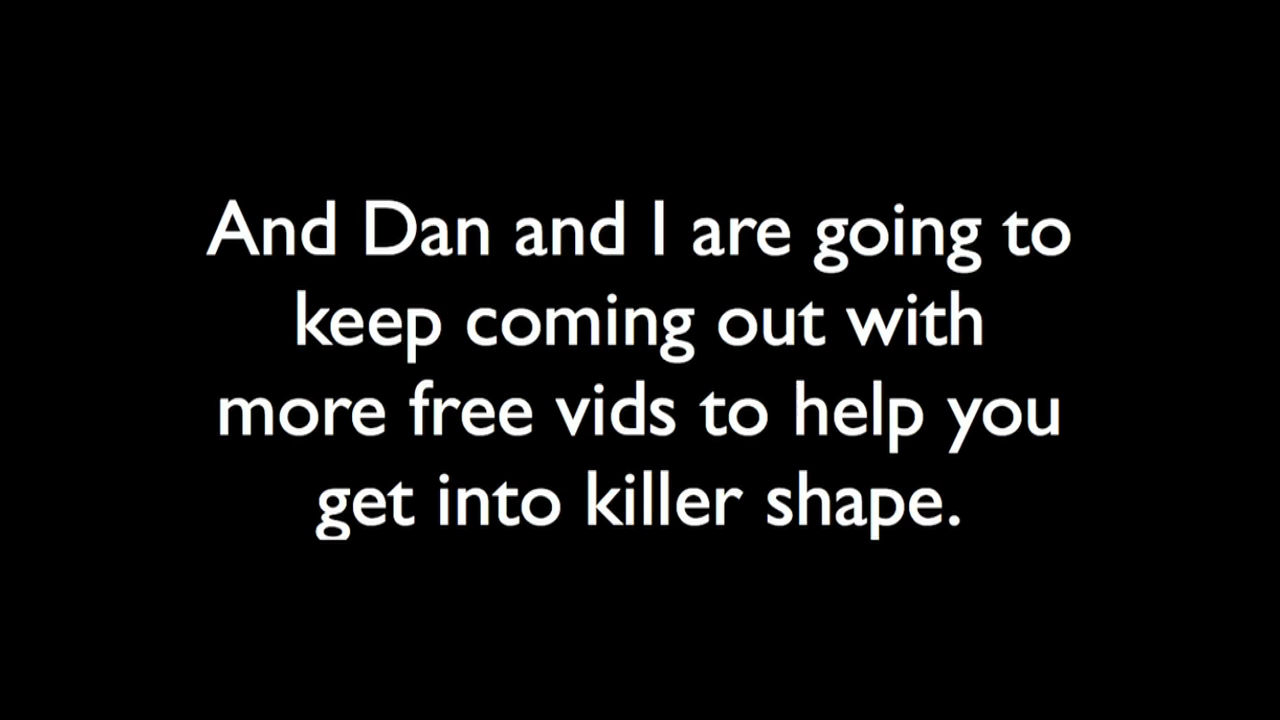 And Dan and I are going to
keep coming out with
more free vids to help you
get into killer shape.